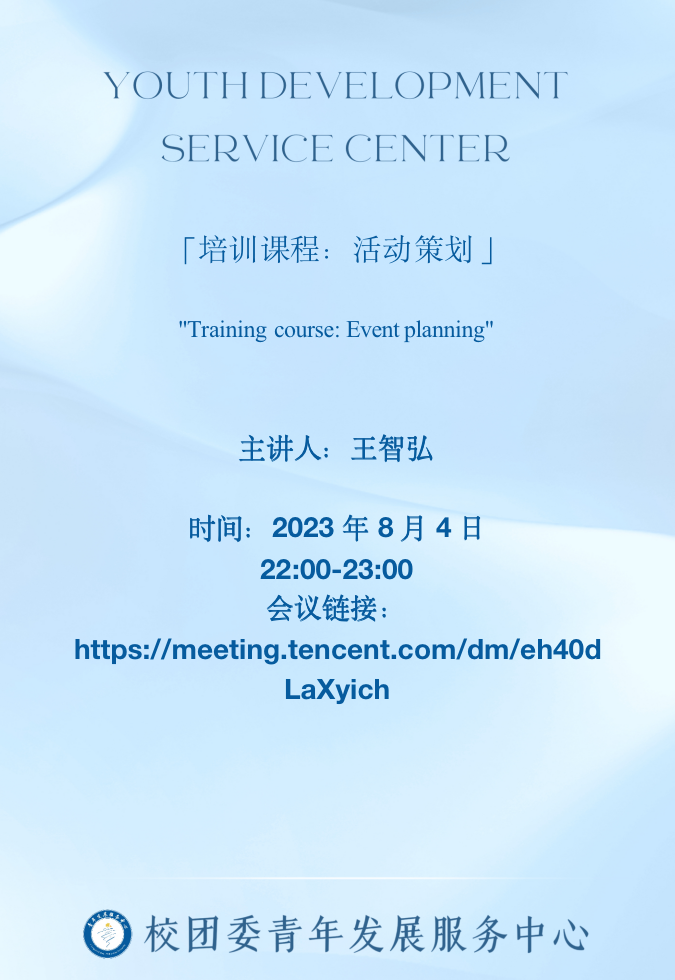 YOUTH DEVELOPMENT
SERVICE CENTER
「培训课程：活动策划」
"Training course: Event planning"
主讲人：王智弘
时间：2023 年 8 月 4 日
22:00-23:00
会议链接：
https://meeting.tencent.com/dm/eh40d
LaXyich
校团委青年发展服务中心